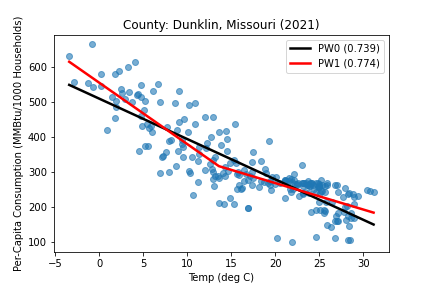 County: Dunklin, Missouri (2021)
PW0 (0.739)
PW1 (0.774)
Per-Capita Consumption (MMBtu/1000 Households)
600
500
400
300
200
100
−5 0 5 10 15 20 25 30
Temp (deg C)